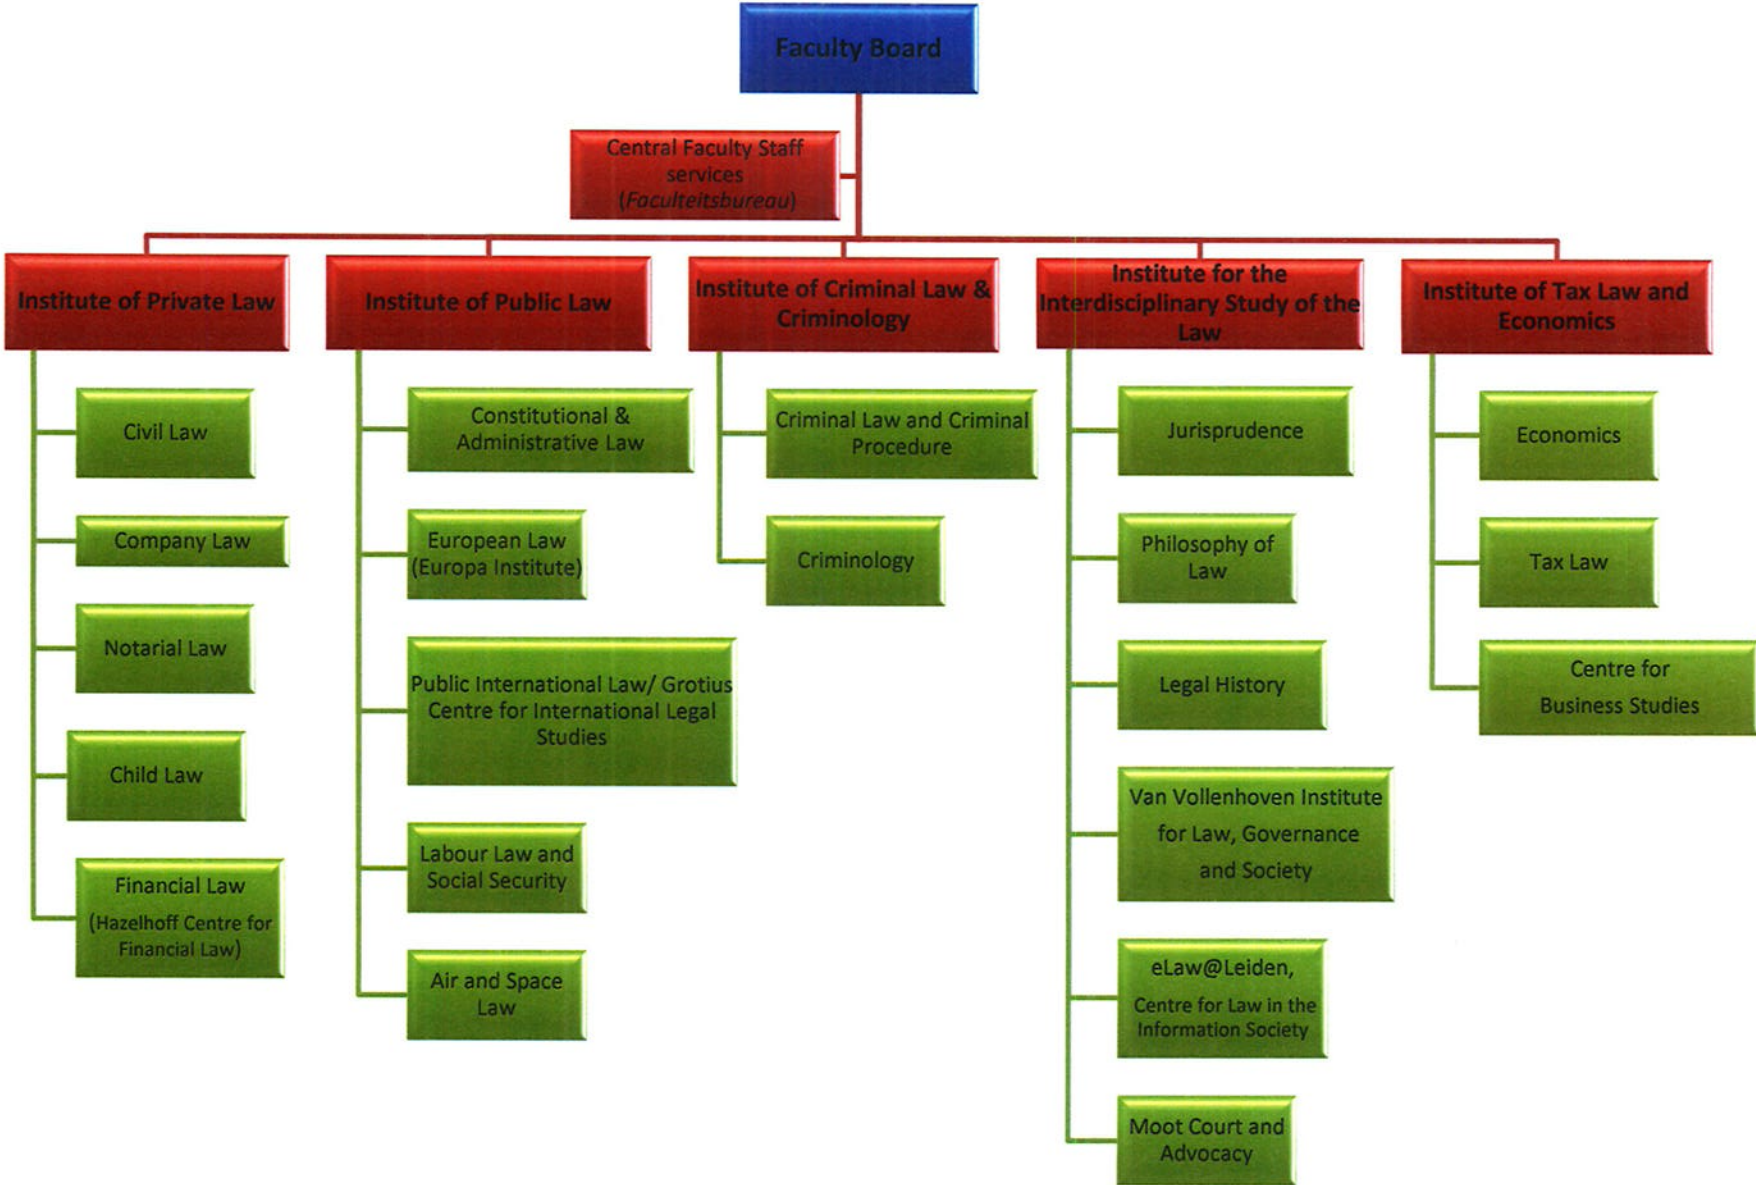 Faculty Board
Central Faculty Staff
services
(Faculteitsbureau)
Institute of Private Law
Institute of Public Law
Institute of Criminal Law &
Criminology
Institute for the
Interdisciplinary Study of the
Law
Institute of Tax Law and
Economics
Civil Law
Company Law
Notarial Law
Child Law
Financial Law
(Hazelhoff Centre for
Financial Law)
Constitutional &
Administrative Law
European Law
(Europa Institute)
Public International Law/ Grotius
Centre for International Legal
Studies
Labour Law and
Social Security
Air and Space
Law
Criminal Law and Criminal
Procedure
Criminology
Jurisprudence
Philosophy of
Law
Legal History
Van Vollenhoven Institute
for Law, Governance
and Society
eLaw@Leiden,
Centre for Law in the
Information Society
Moot Court and
Advocacy
Economics
Tax Law
Centre for
Business Studies